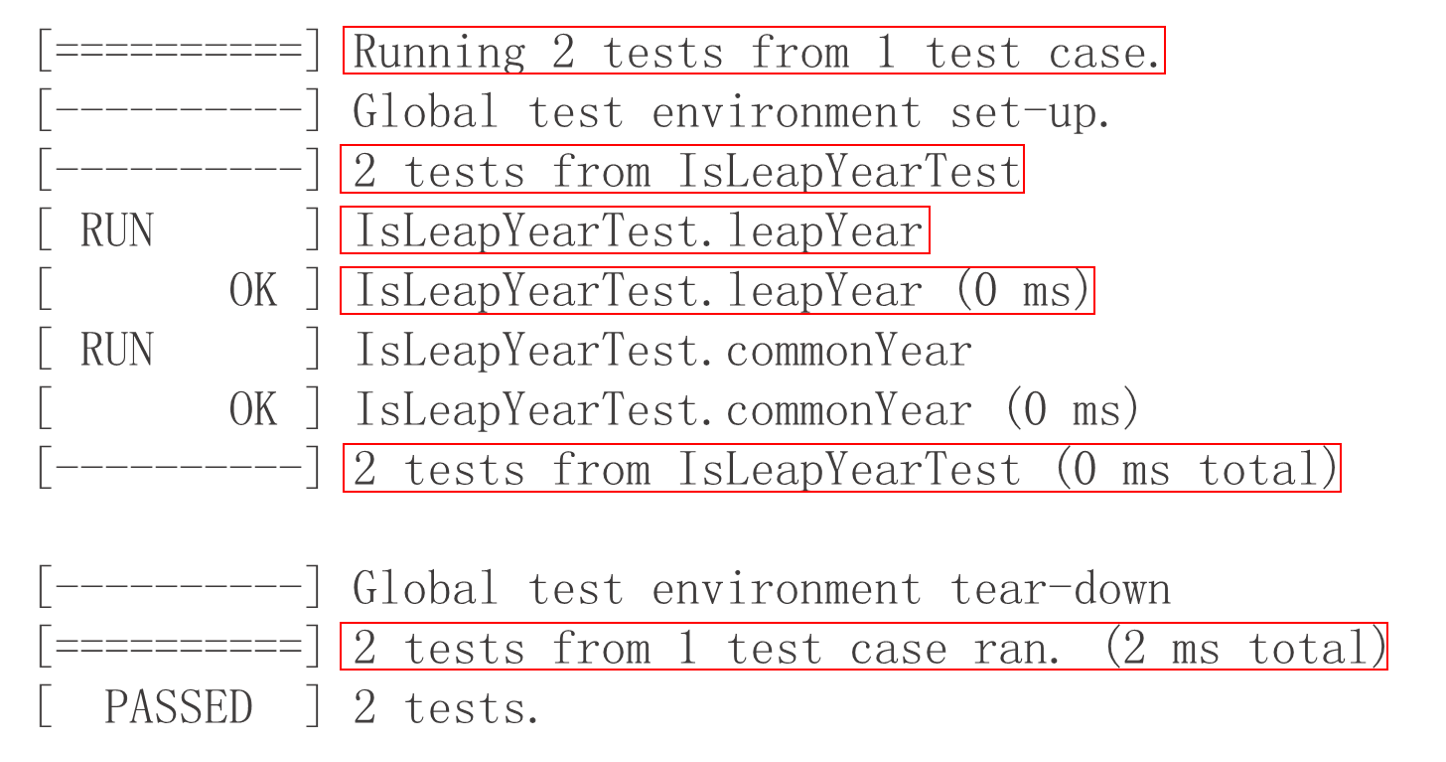 [==========] Running 2 tests from 1 test case.
[----------] Global test environment set-up.
[----------] 2 tests from IsLeapYearTest
[ RUN      ] IsLeapYearTest.leapYear
[       OK ] IsLeapYearTest.leapYear (0 ms)
[ RUN      ] IsLeapYearTest.commonYear
[       OK ] IsLeapYearTest.commonYear (0 ms)
[----------] 2 tests from IsLeapYearTest (0 ms total)
[----------] Global test environment tear-down
[==========] 2 tests from 1 test case ran. (2 ms total)
[  PASSED  ] 2 tests.